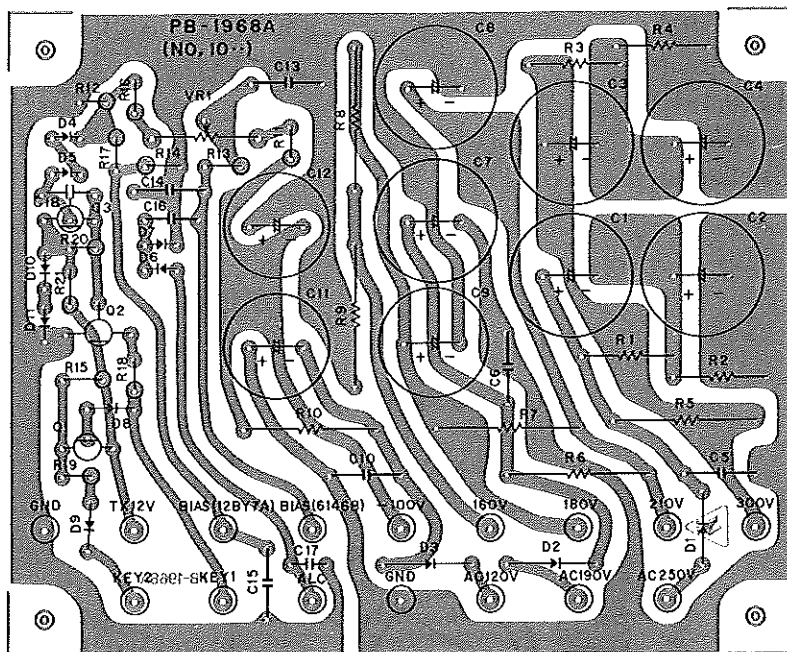 PB-1968A
(NO, 10--)
C8
R4
R3
C13
C3
C4
R12
R16
VR1
R8
D4
R17
R11
R14
R13
D5
C12
C7
C14
C18
C16
C1
C2
R20
D7
D6
D10
R21
C11
C9
D11
Q2
R9
R1
R15
R18
C6
R2
D8
R10
R7
R5
R19
C10
R6
C5
GND
TX12V
BIAS(12BY7A)
BIAS(6146B)
-100V
160V
180V
210V
300V
D9
C17
D3
D2
D1
KEY2
KEY1
C15
ALC
GND
AC120V
AC190V
AC250V